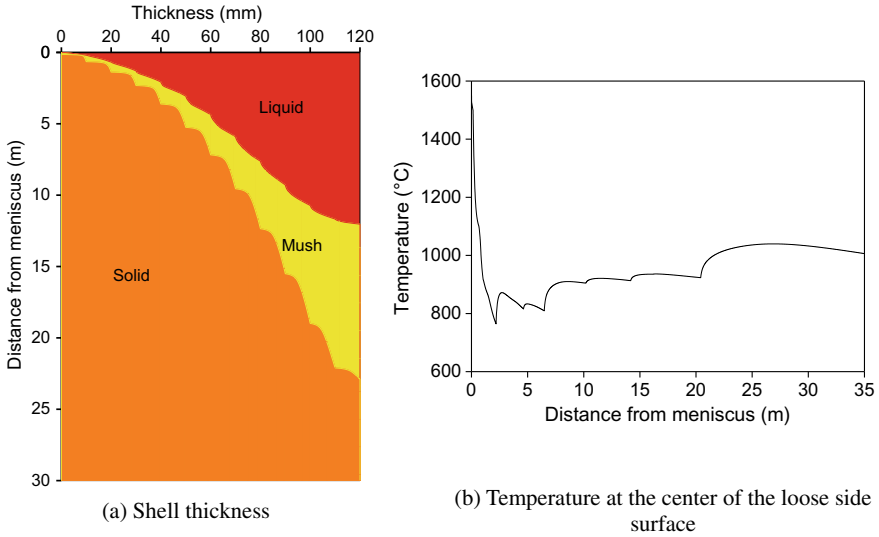 Thickness (mm)
0 20 40 60 80 100 120
0
5
10
15
20
25
30
Distance from meniscus (m)
Liquid
Mush
Solid
(a) Shell thickness
1600
1400
1200
1000
800
600
Temperature (°C)
0 5 10 15 20 25 30 35
Distance from meniscus (m)
(b) Temperature at the center of the loose side
surface